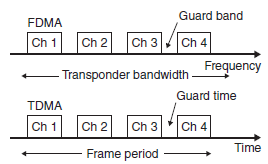 FDMA
Guard band
Ch 1 Ch 2 Ch 3 Ch 4
Frequency
Transponder bandwidth
TDMA
Guard time
Ch 1 Ch 2 Ch 3 Ch 4
Time
Frame period